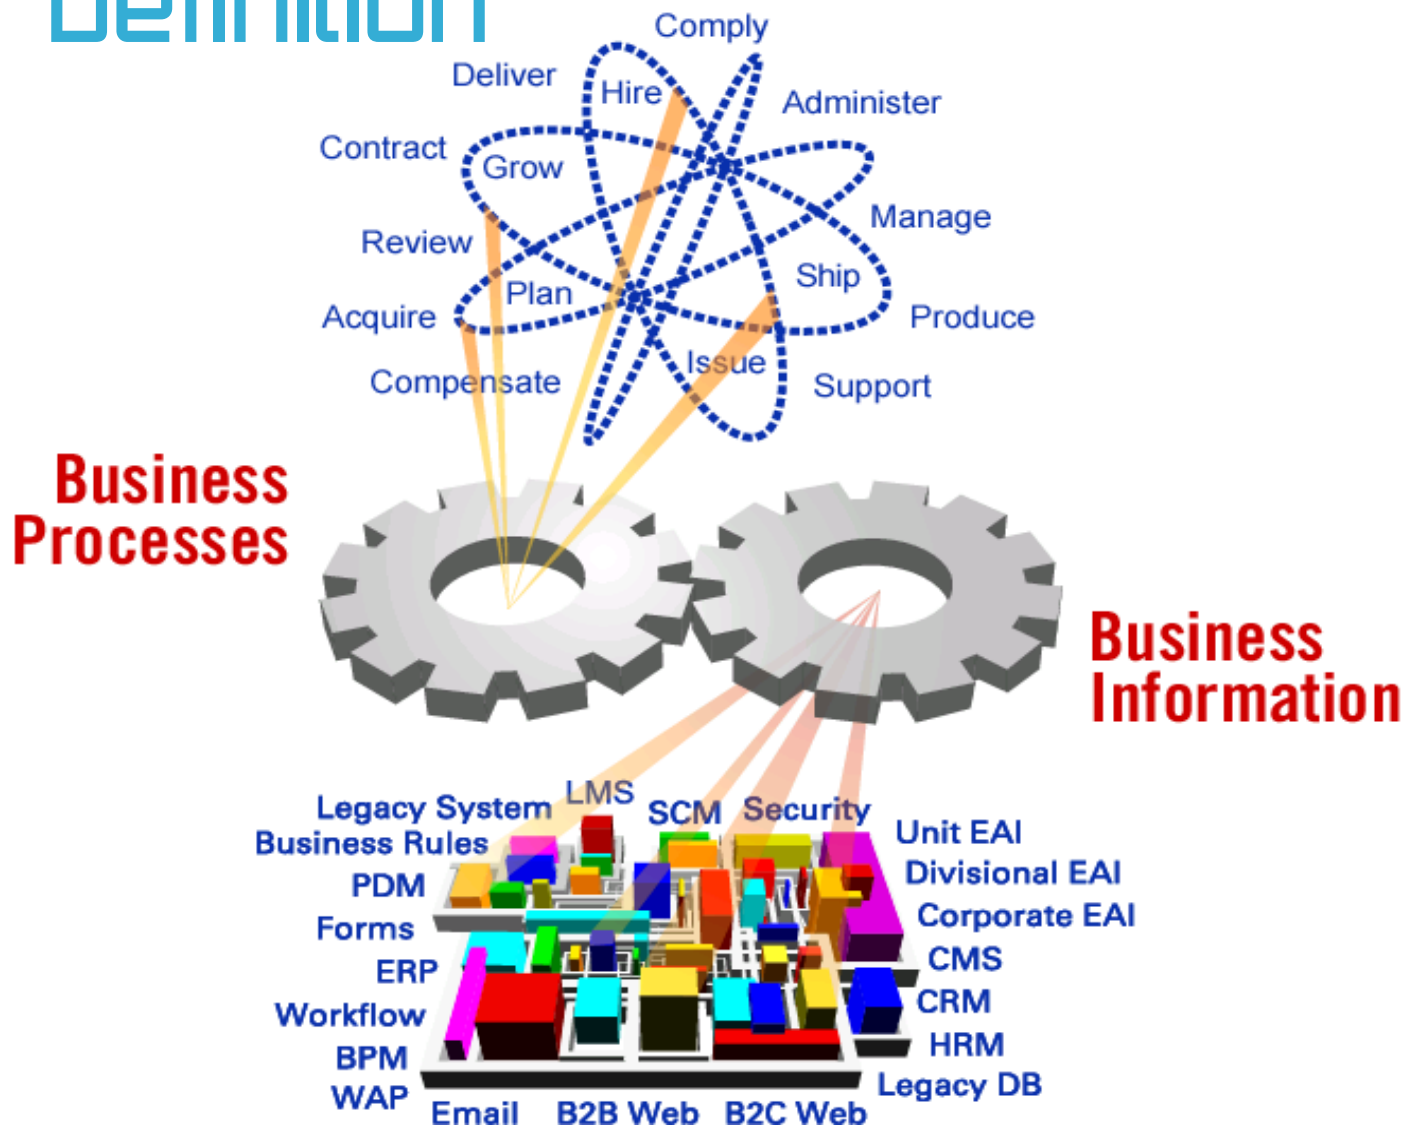 Definition
Comply
Deliver
Hire
Administer
Contract
Grow
Manage
Review
Ship
Plan
Acquire
Produce
Issue
Compensate
Support
Business
Processes
Business
Information
LMS
Legacy System
SCM
Security
Business Rules
Unit EAI
PDM
Divisional EAI
Forms
Corporate EAI
ERP
CMS
Workflow
CRM
BPM
HRM
WAP
Legacy DB
Email
B2B Web
B2C Web